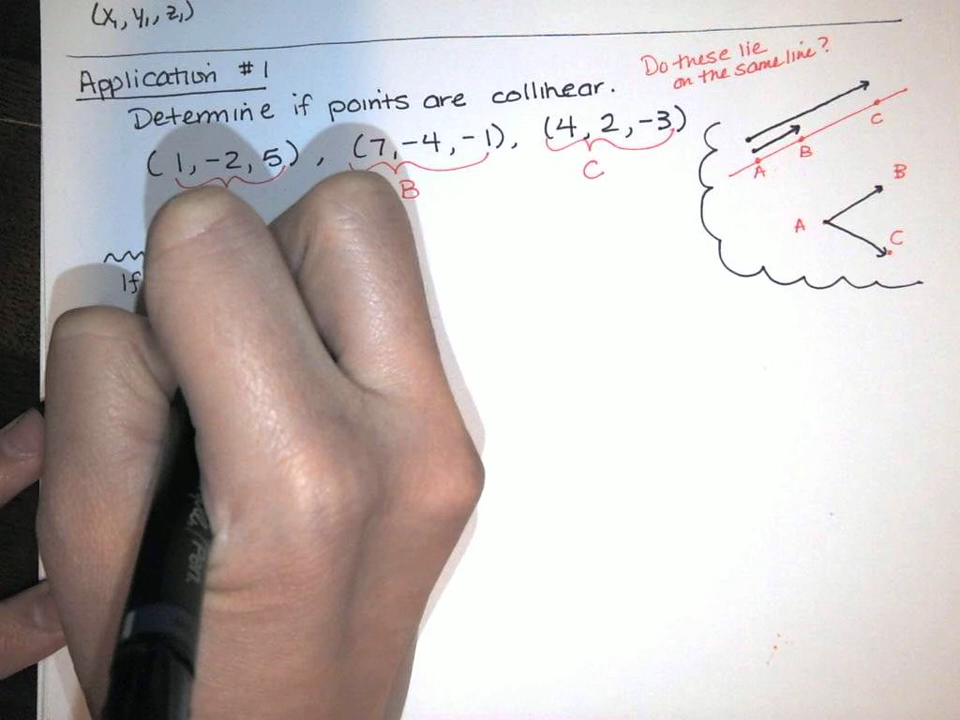 (x₁, y₁, z₁)
Application #1
Do these lie
on the same line?
Determine if points are collinear.
(1, -2, 5), (7, -4, -1), (4, 2, -3)
B
C
A
B
C
A
B
C
If